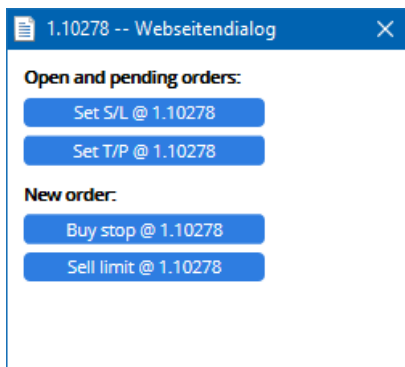 1.10278 -- Webseitendialog
Open and pending orders:
Set S/L @ 1.10278
Set T/P @ 1.10278
New order:
Buy stop @ 1.10278
Sell limit @ 1.10278